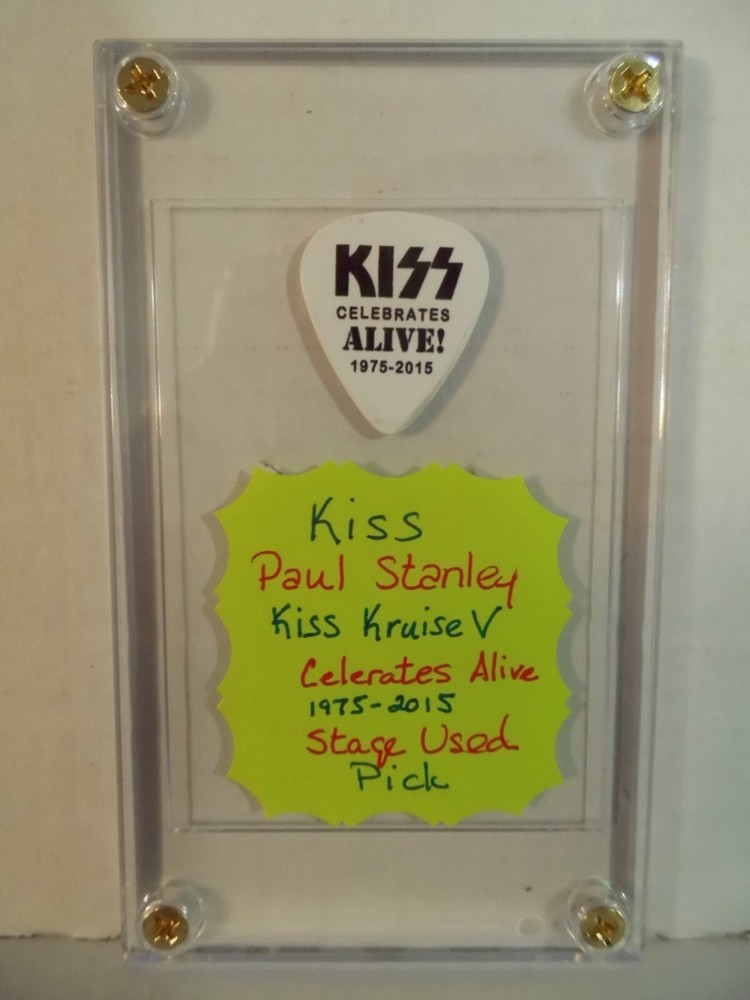 KISS
CELEBRATES
ALIVE!
1975-2015
Kiss
Paul Stanley
Kiss Kruise V
Celerates Alive
1975-2015
Stage Used
Pick